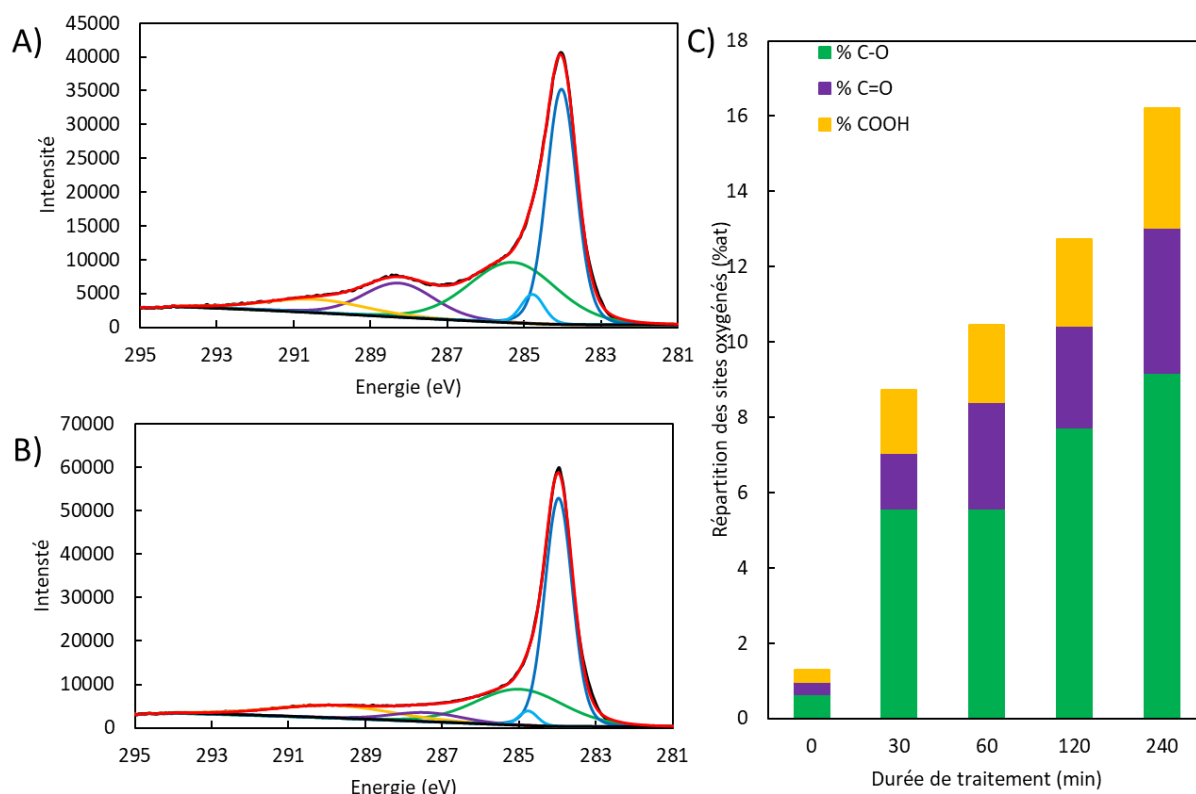 A)
45000
40000
35000
30000
25000
20000
15000
10000
5000
0
Intensité
295 293 291 289 287 285 283 281
Energie (eV)
B)
70000
60000
50000
40000
30000
20000
10000
0
Intensté
295 293 291 289 287 285 283 281
Energie (eV)
C)
18
16
14
12
10
8
6
4
2
0
Répartition des sites oxygénés (%at)
% C-O
% C=O
% COOH
0 30 60 120 240
Durée de traitement (min)